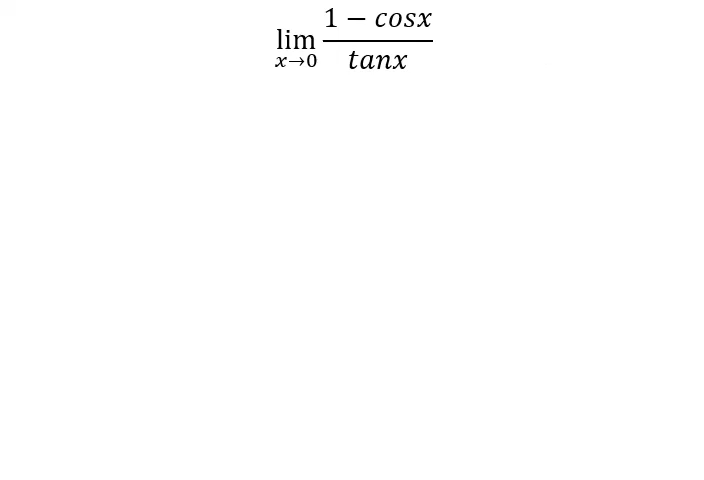 lim x→0 1 − cosx / tanx